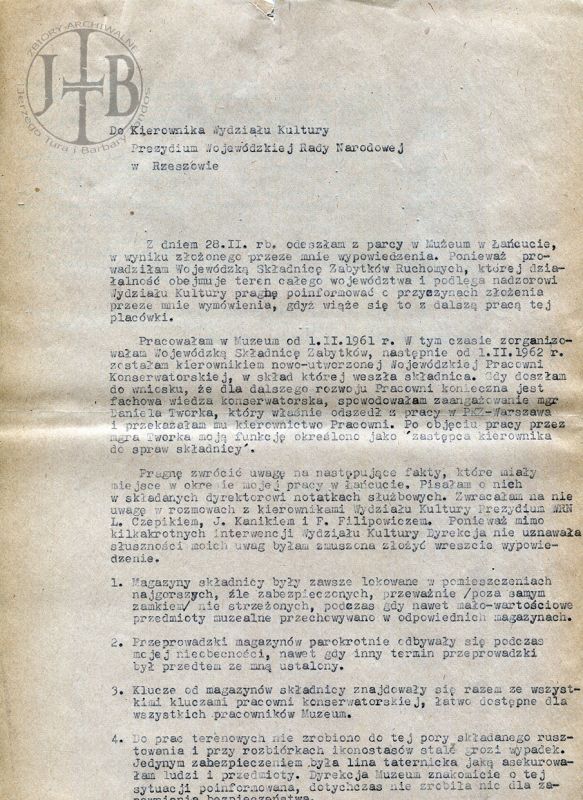 ZBIORY ARCHIWALNE
JTB
Jerzego Tura i Barbary
Do Kierownika Wydziału Kultury
Prezydium Wojewódzkiej Rady Narodowej
w Rzeszowie
Z dniem 28.II. rb. odeszłam z parcy w Muzeum w Łańcucie,
w wyniku złożonego przeze mnie wypowiedzenia. Ponieważ pro-
wadziłam Wojewódzką Składnicę Zabytków Ruchomych, której dzia-
łalność obejmuje teren całego województwa i podlega nadzorowi
Wydziału Kultury pragnę poinformować o przyczynach złożenia
przeze mnie wymówienia, gdyż wiąże się to z dalszą pracą tej
placówki.
Pracowałam w Muzeum od 1.II.1961 r. W tym czasie zorganizo-
wałam Wojewódzką Składnicę Zabytków, następnie od 1.II.1962 r.
zostałam kierownikiem nowo-utworzonej Wojewódzkiej Pracowni
Konserwatorskiej, w skład której weszła składnica. Gdy doszłam
do wniosku, że dla dalszego rozwoju Pracowni konieczna jest
fachowa wiedza konserwatorska, spowodowałam zaangażowanie mgr
Daniela Tworka, który właśnie odszedł z pracy w PKZ-Warszawa
i przekazałam mu kierownictwo Pracowni. Po objęciu pracy przez
mgra Tworka moją funkcję określono jako 'zastępca kierownika
do spraw składnicy'.
Pragnę zwrócić uwagę na następujące fakty, które miały
miejsce w okresie mojej pracy w Łańcucie. Pisałam o nich
w składanych dyrektorowi notatkach służbowych. Zwracałam na nie
uwagę w rozmowach z kierownikami Wydziału Kultury Prezydium WRN
L. Czepikiem, J. Kanikiem i F. Filipowiczem. Ponieważ mimo
kilkakrotnych interwencji Wydziału Kultury Dyrekcja nie uznawała
słuszności moich uwag byłam zmuszona złożyć wreszcie wypowie-
dzenie.
1. Magazyny składnicy były zawsze lokowane w pomieszczeniach
najgorszych, źle zabezpieczonych, przeważnie /poza samym
zamkiem/ nie strzeżonych, podczas gdy nawet mało-wartościowe
przedmioty muzealne przechowywano w odpowiednich magazynach.
2. Przeprowadzki magazynów parokrotnie odbywały się podczas
mojej nieobecności, nawet gdy inny termin przeprowadzki
był przedtem ze mną ustalony.
3. Klucze od magazynów składnicy znajdowały się razem ze wszyst-
kimi kluczami pracowni konserwatorskiej, łatwo dostępne dla
wszystkich pracowników Muzeum.
4. Do prac terenowych nie zrobiono do tej pory składanego rusz-
towania i przy rozbiórkach ikonostasów stale grozi wypadek.
Jedynym zabezpieczeniem była lina taternicka jaką asekurowa-
łam ludzi i przedmioty. Dyrekcja Muzeum znakomicie o tej
sytuacji poinformowana, dotychczas nie zrobiła nic dla za-
pewnienia bezpieczeństwa.